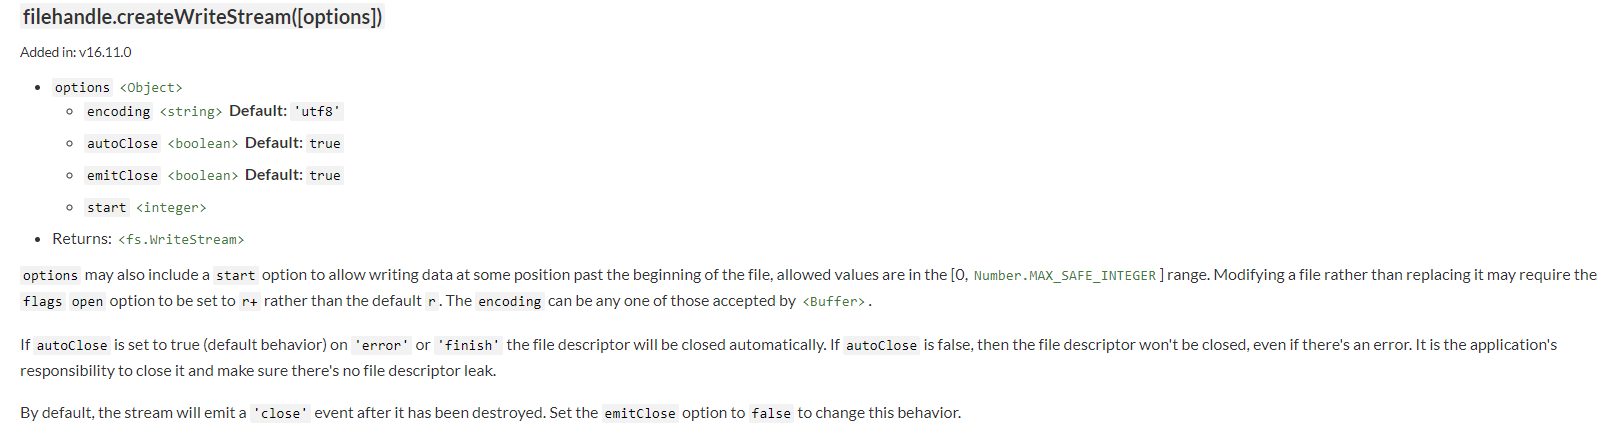 filehandle.createWriteStream([options])
Added in: v16.11.0
options <Object>
encoding <string> Default: 'utf8'
autoClose <boolean> Default: true
emitClose <boolean> Default: true
start <integer>
Returns: <fs.WriteStream>
options may also include a start option to allow writing data at some position past the beginning of the file, allowed values are in the [0, Number.MAX_SAFE_INTEGER] range. Modifying a file rather than replacing it may require the
flags open option to be set to r+ rather than the default r. The encoding can be any one of those accepted by <Buffer>.
If autoClose is set to true (default behavior) on 'error' or 'finish' the file descriptor will be closed automatically. If autoClose is false, then the file descriptor won't be closed, even if there's an error. It is the application's
responsibility to close it and make sure there's no file descriptor leak.
By default, the stream will emit a 'close' event after it has been destroyed. Set the emitClose option to false to change this behavior.